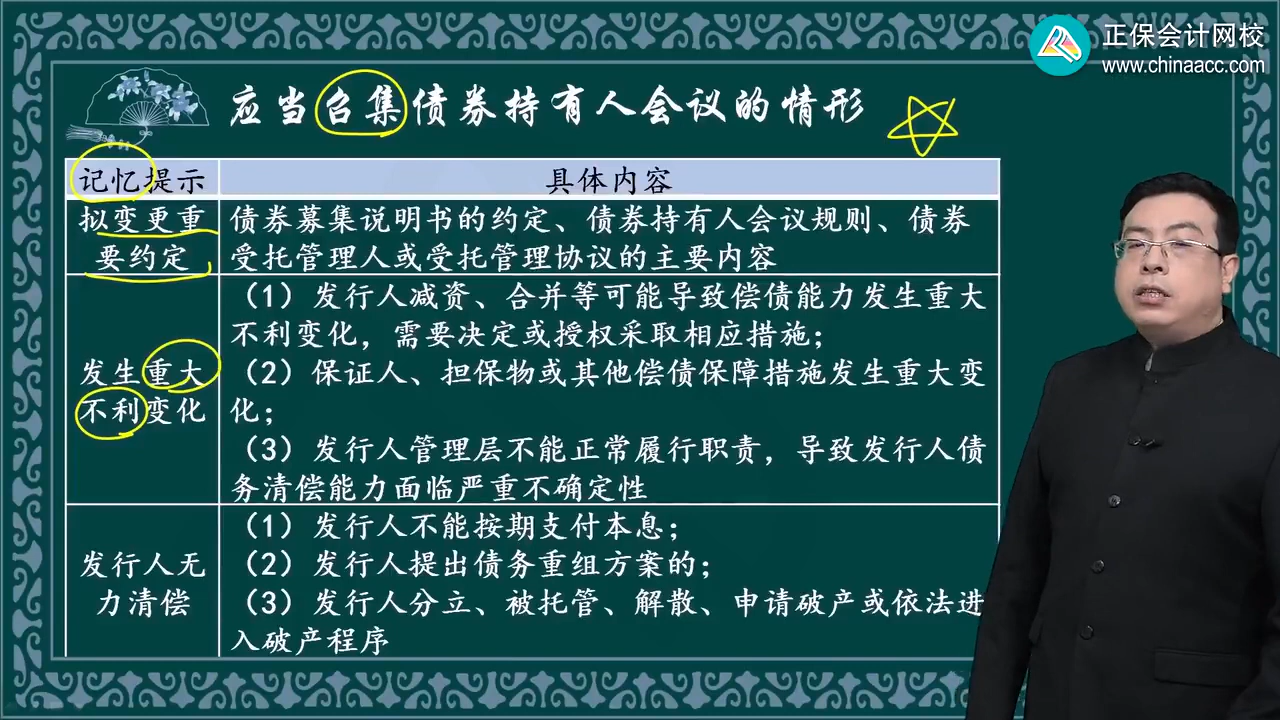 正保会计网校
www.chinaacc.com
应当召集债券持有人会议的情形
记忆提示
具体内容
拟变更重
要约定
债券募集说明书的约定、债券持有人会议规则、债券
受托管理人或受托管理协议的主要内容
发生重大
不利变化
（1）发行人减资、合并等可能导致偿债能力发生重大
不利变化，需要决定或授权采取相应措施；
（2）保证人、担保物或其他偿债保障措施发生重大变
化；
（3）发行人管理层不能正常履行职责，导致发行人债
务清偿能力面临严重不确定性
发行人无
力清偿
（1）发行人不能按期支付本息；
（2）发行人提出债务重组方案的；
（3）发行人分立、被托管、解散、申请破产或依法进
入破产程序